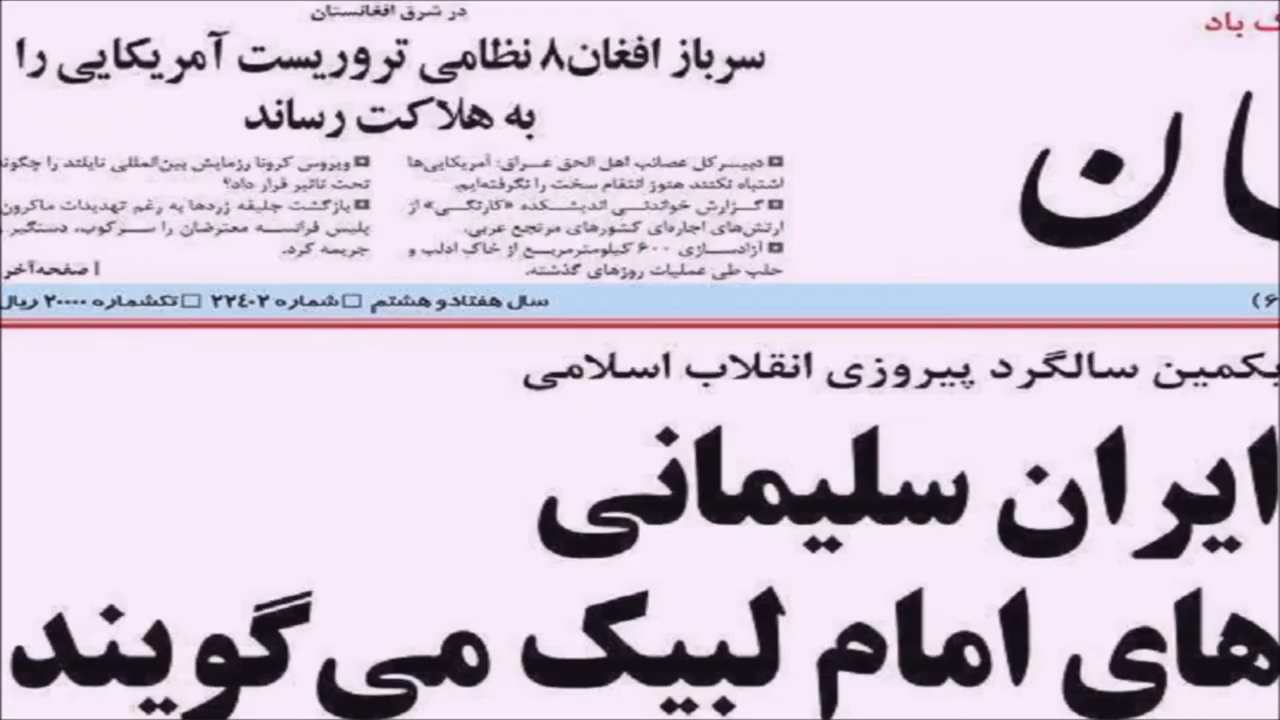 باد
در شرق افغانستان
سرباز افغان ۸ نظامی تروریست آمریکایی را
به هلاکت رساند
دبیرکل عصائب اهل الحق عراق: آمریکایی‌ها
اشتباه نکنند هنوز انتقام سخت را نگرفته‌ایم.
گزارش خواندنی اندیشکده «کارنگی» از
ارتش‌های اجاره‌ای کشورهای مرتجع عربی.
آزادسازی ۶۰۰ کیلومترمربع از خاک ادلب و
حلب طی عملیات روزهای گذشته.
ویروس کرونا رزمایش بین‌المللی تایلند را چگونه
تحت تاثیر قرار داد؟
بازگشت جلیقه زردها به رغم تهدیدات ماکرون
پلیس فرانسه معترضان را سرکوب، دستگیر
جریمه کرد.
صفحه‌آخر
سال هفتاد و هشتم □ شماره ۲۲۴۰۲ □ تکشماره ۲۰۰۰۰ ریال
یکمین سالگرد پیروزی انقلاب اسلامی
ایران سلیمانی
های امام لبیک می‌گویند